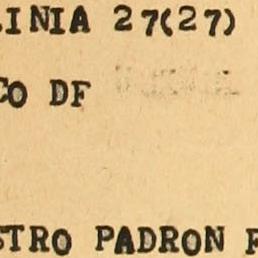 LINIA 27(27)
CO DF
STRO PADRON F